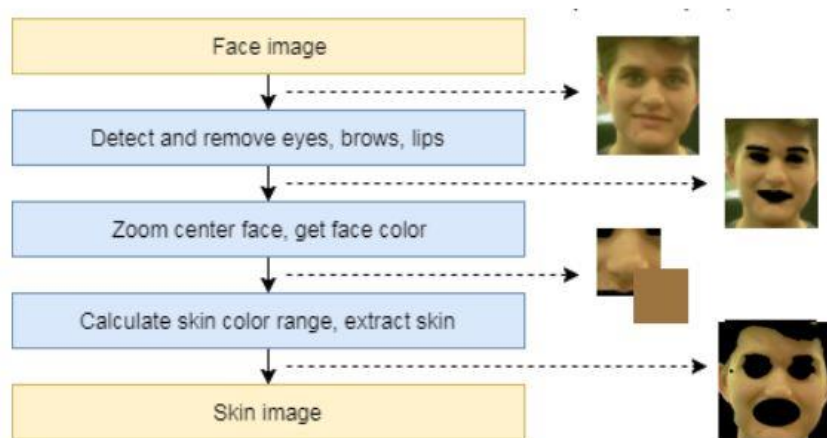 Face image
Detect and remove eyes, brows, lips
Zoom center face, get face color
Calculate skin color range, extract skin
Skin image